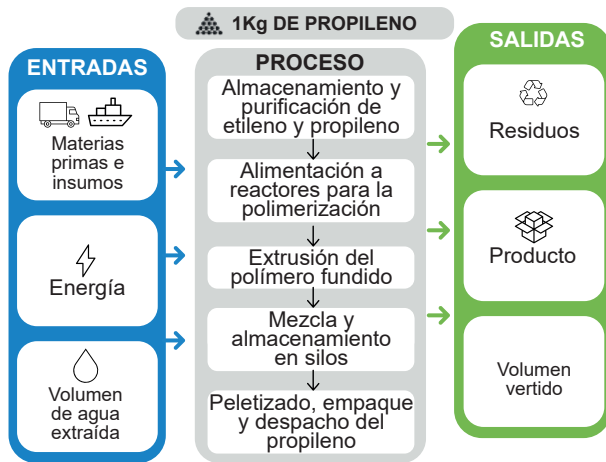 1Kg DE PROPILENO
ENTRADAS
Materias
primas e
insumos
Energía
Volumen
de agua
extraída
PROCESO
Almacenamiento y
purificación de
etileno y propileno
Alimentación a
reactores para la
polimerización
Extrusión del
polímero fundido
Mezcla y
almacenamiento
en silos
Peletizado, empaque
y despacho del
propileno
SALIDAS
Residuos
Producto
Volumen
vertido